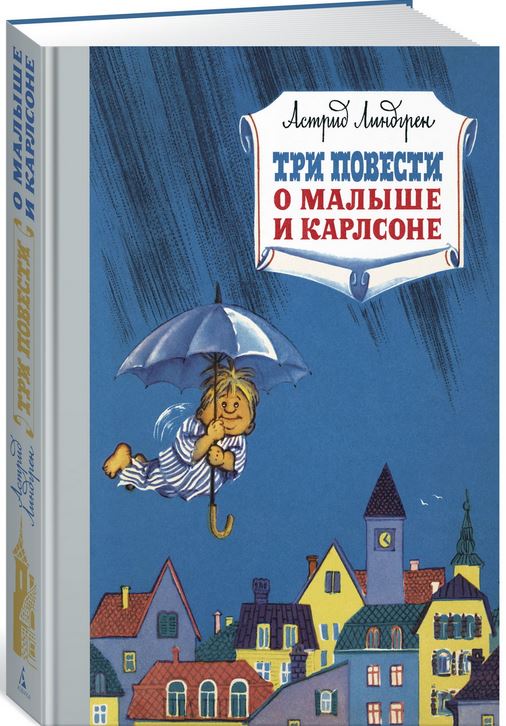 Астрид Линдгрен
ТРИ ПОВЕСТИ
О МАЛЫШЕ
И КАРЛСОНЕ
Астрид
Линдгрен
ТРИ ПОВЕСТИ
О МАЛЫШЕ
И КАРЛСОНЕ